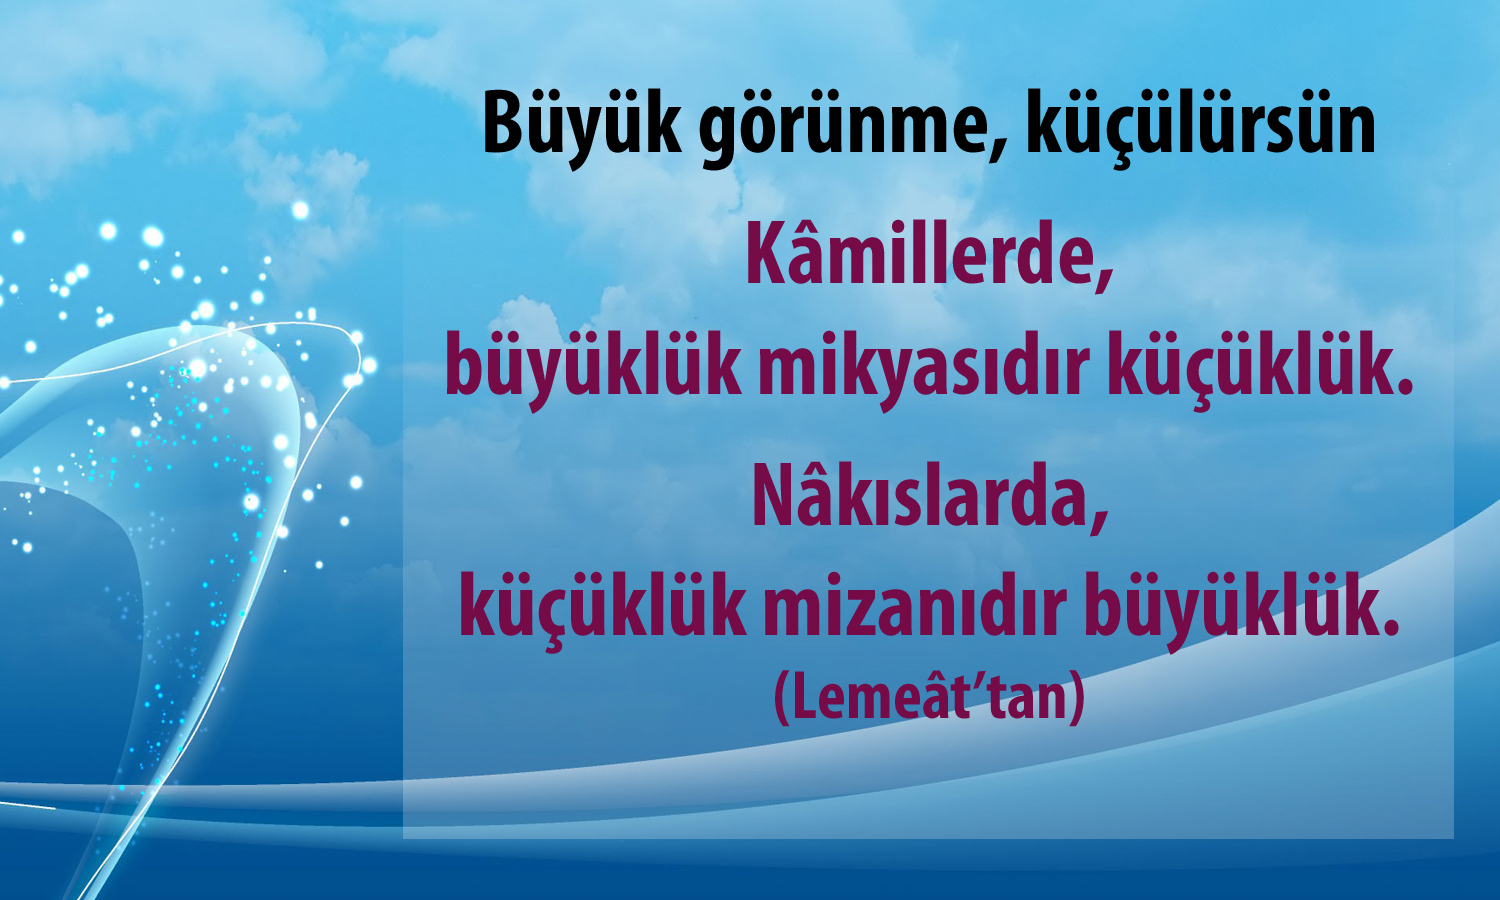 Büyük görünme, küçülürsün
Kâmillerde,
büyüklük mikyasıdır küçüklük.
Nâkıslarda,
küçüklük mizanıdır büyüklük.
(Lemeât’tan)